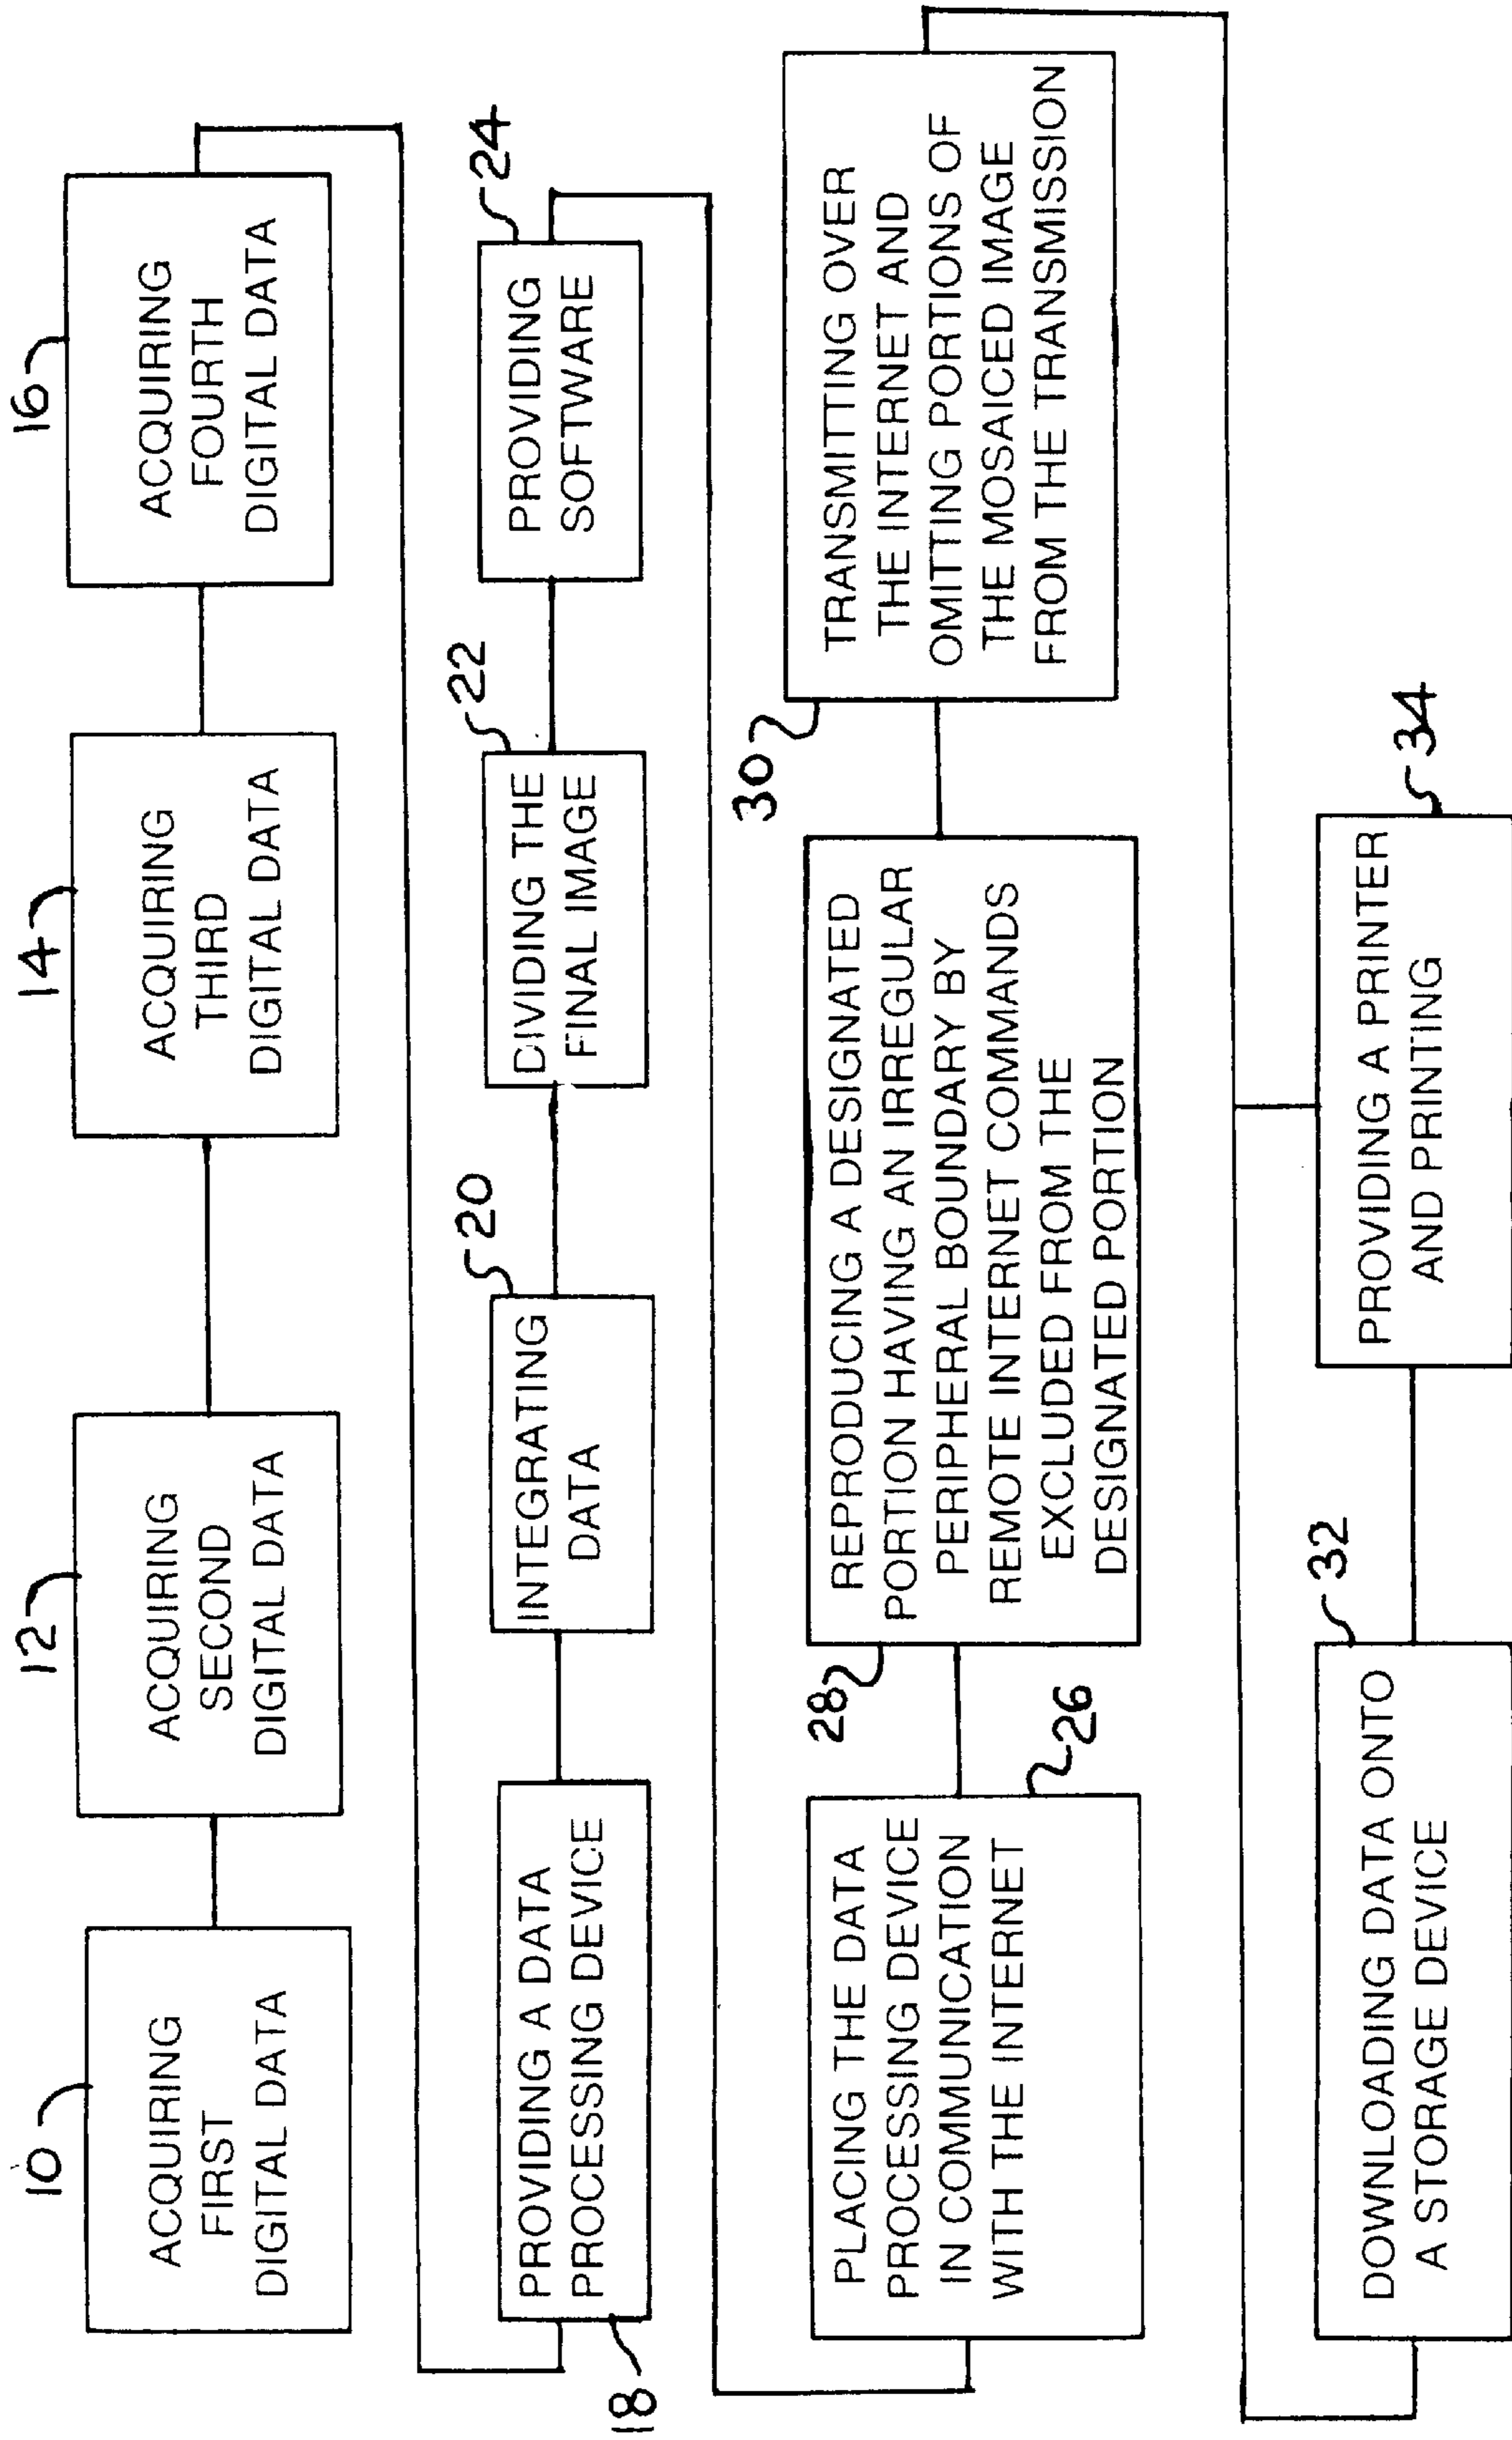 10
ACQUIRING
FIRST
DIGITAL DATA
12
ACQUIRING
SECOND
DIGITAL DATA
14
ACQUIRING
THIRD
DIGITAL DATA
16
ACQUIRING
FOURTH
DIGITAL DATA
18
PROVIDING A DATA
PROCESSING DEVICE
20
INTEGRATING
DATA
22
DIVIDING THE
FINAL IMAGE
24
PROVIDING
SOFTWARE
26
PLACING THE DATA
PROCESSING DEVICE
IN COMMUNICATION
WITH THE INTERNET
28
REPRODUCING A DESIGNATED
PORTION HAVING AN IRREGULAR
PERIPHERAL BOUNDARY BY
REMOTE INTERNET COMMANDS
EXCLUDED FROM THE
DESIGNATED PORTION
30
TRANSMITTING OVER
THE INTERNET AND
OMITTING PORTIONS OF
THE MOSAICED IMAGE
FROM THE TRANSMISSION
32
DOWNLOADING DATA ONTO
A STORAGE DEVICE
34
PROVIDING A PRINTER
AND PRINTING